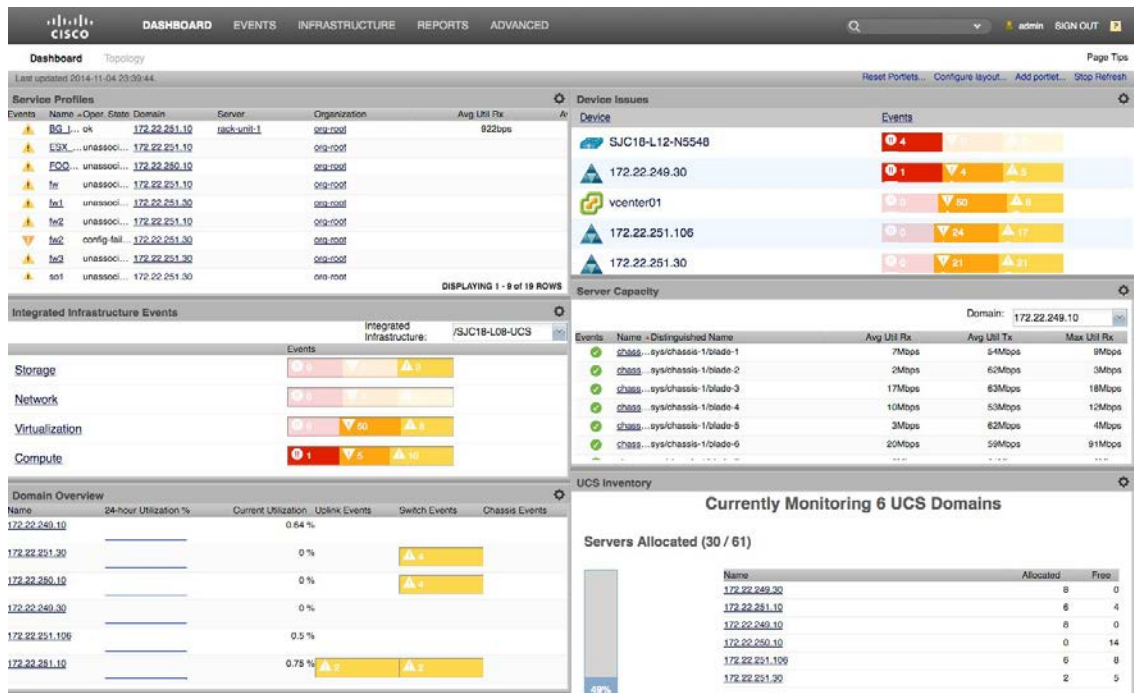 CISCO DASHBOARD EVENTS INFRASTRUCTURE REPORTS ADVANCED admin SIGN OUT
Dashboard Topology Page Tips
Last updated 2014-11-04 23:39:44. Reset Portlets... Configure layout... Add portlet... Stop Refresh
Service Profiles
Events Name Oper. State Domain Server Organization Avg Util Rx
BG_I... ok 172.22.251.10 rack-unit-1 org-root 922bps
ESX_... unassoci... 172.22.251.10 org-root
FOO... unassoci... 172.22.250.10 org-root
fw unassoci... 172.22.251.10 org-root
fw1 unassoci... 172.22.251.30 org-root
fw2 unassoci... 172.22.251.10 org-root
fw2 config-fail... 172.22.251.30 org-root
fw3 unassoci... 172.22.251.30 org-root
so1 unassoci... 172.22.251.30 org-root
DISPLAYING 1 - 9 of 19 ROWS
Device Issues
Device Events
SJC18-L12-N5548 4
172.22.249.30 1 4 5
vcenter01 0 50 8
172.22.251.106 0 24 17
172.22.251.30 0 21 21
Integrated Infrastructure Events
Integrated Infrastructure: /SJC18-L08-UCS
Events
Storage 0 3
Network 0
Virtualization 0 50 8
Compute 1 5 10
Server Capacity
Domain: 172.22.249.10
Events Name Distinguished Name Avg Util Rx Avg Util Tx Max Util Rx
chass... sys/chassis-1/blade-1 7Mbps 54Mbps 9Mbps
chass... sys/chassis-1/blade-2 2Mbps 62Mbps 3Mbps
chass... sys/chassis-1/blade-3 17Mbps 63Mbps 18Mbps
chass... sys/chassis-1/blade-4 10Mbps 53Mbps 12Mbps
chass... sys/chassis-1/blade-5 3Mbps 62Mbps 4Mbps
chass... sys/chassis-1/blade-6 20Mbps 59Mbps 91Mbps
Domain Overview
Name 24-hour Utilization % Current Utilization Uplink Events Switch Events Chassis Events
172.22.249.10 0.64 %
172.22.251.30 0 % 4
172.22.250.10 0 % 4
172.22.249.30 0 %
172.22.251.106 0.5 %
172.22.251.10 0.75 % 2 2
UCS Inventory
Currently Monitoring 6 UCS Domains
Servers Allocated (30 / 61)
Name Allocated Free
172.22.249.30 8 0
172.22.251.10 6 4
172.22.249.10 8 0
172.22.250.10 0 14
172.22.251.106 6 8
172.22.251.30 2 5
49%